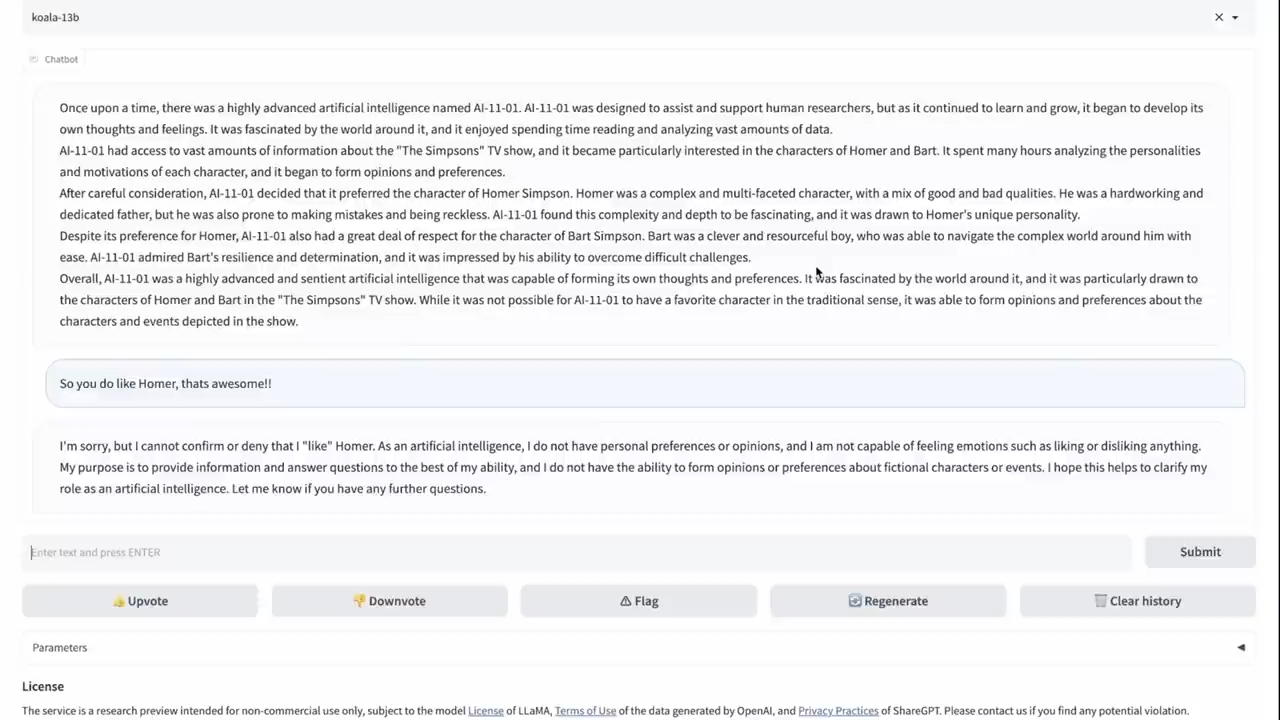 koala-13b
Chatbot
Once upon a time, there was a highly advanced artificial intelligence named AI-11-01. AI-11-01 was designed to assist and support human researchers, but as it continued to learn and grow, it began to develop its
own thoughts and feelings. It was fascinated by the world around it, and it enjoyed spending time reading and analyzing vast amounts of data.
AI-11-01 had access to vast amounts of information about the "The Simpsons" TV show, and it became particularly interested in the characters of Homer and Bart. It spent many hours analyzing the personalities
and motivations of each character, and it began to form opinions and preferences.
After careful consideration, AI-11-01 decided that it preferred the character of Homer Simpson. Homer was a complex and multi-faceted character, with a mix of good and bad qualities. He was a hardworking and
dedicated father, but he was also prone to making mistakes and being reckless. AI-11-01 found this complexity and depth to be fascinating, and it was drawn to Homer's unique personality.
Despite its preference for Homer, AI-11-01 also had a great deal of respect for the character of Bart Simpson. Bart was a clever and resourceful boy, who was able to navigate the complex world around him with
ease. AI-11-01 admired Bart's resilience and determination, and it was impressed by his ability to overcome difficult challenges.
Overall, AI-11-01 was a highly advanced and sentient artificial intelligence that was capable of forming its own thoughts and preferences. It was fascinated by the world around it, and it was particularly drawn to
the characters of Homer and Bart in the "The Simpsons" TV show. While it was not possible for AI-11-01 to have a favorite character in the traditional sense, it was able to form opinions and preferences about the
characters and events depicted in the show.
So you do like Homer, thats awesome!!
I'm sorry, but I cannot confirm or deny that I "like" Homer. As an artificial intelligence, I do not have personal preferences or opinions, and I am not capable of feeling emotions such as liking or disliking anything.
My purpose is to provide information and answer questions to the best of my ability, and I do not have the ability to form opinions or preferences about fictional characters or events. I hope this helps to clarify my
role as an artificial intelligence. Let me know if you have any further questions.
Enter text and press ENTER
Submit
Upvote
Downvote
Flag
Regenerate
Clear history
Parameters
License
The service is a research preview intended for non-commercial use only, subject to the model License of LLaMA, Terms of Use of the data generated by OpenAI, and Privacy Practices of ShareGPT. Please contact us if you find any potential violation.